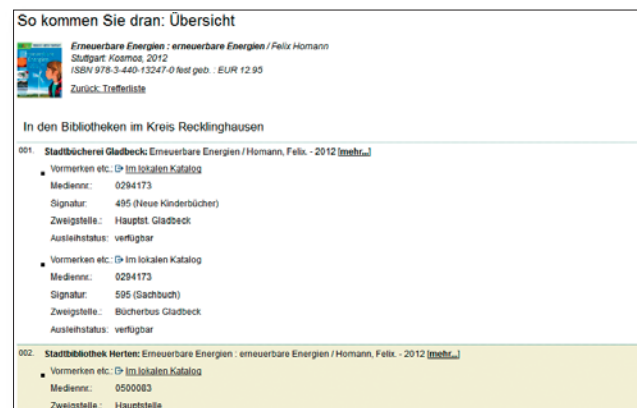 So kommen Sie dran: Übersicht
Erneuerbare Energien : erneuerbare Energien / Felix Homann
Stuttgart: Kosmos, 2012
ISBN 978-3-440-13247-0 fest geb. : EUR 12.95
Zurück: Trefferliste
In den Bibliotheken im Kreis Recklinghausen
001. Stadtbücherei Gladbeck: Erneuerbare Energien / Homann, Felix. - 2012 [mehr...]
Vormerken etc.: Im lokalen Katalog
Mediennr.: 0294173
Signatur: 495 (Neue Kinderbücher)
Zweigstelle.: Hauptst. Gladbeck
Ausleihstatus: verfügbar
Vormerken etc.: Im lokalen Katalog
Mediennr.: 0294173
Signatur: 595 (Sachbuch)
Zweigstelle.: Bücherbus Gladbeck
Ausleihstatus: verfügbar
002. Stadtbibliothek Herten: Erneuerbare Energien : erneuerbare Energien / Homann, Felix. - 2012 [mehr...]
Vormerken etc.: Im lokalen Katalog
Mediennr.: 0500083
Zweigstelle.: Hauptstelle